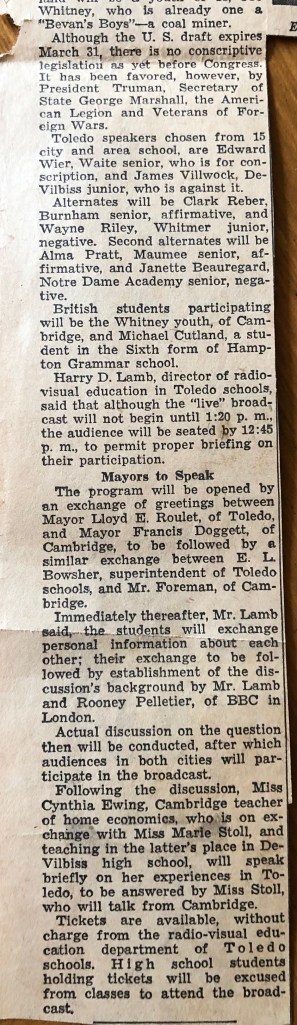 Whitney, who is already one a
"Bevan's Boys"—a coal miner.
Although the U. S. draft expires
March 31, there is no conscriptive
legislation as yet before Congress.
It has been favored, however, by
President Truman, Secretary of
State George Marshall, the Ameri-
can Legion and Veterans of For-
eign Wars.
Toledo speakers chosen from 15
city and area school, are Edward
Wier, Waite senior, who is for con-
scription, and James Villwock, De-
Vilbiss junior, who is against it.
Alternates will be Clark Reber,
Burnham senior, affirmative, and
Wayne Riley, Whitmer junior,
negative. Second alternates will be
Alma Pratt, Maumee senior, af-
firmative, and Janette Beauregard,
Notre Dame Academy senior, nega-
tive.
British students participating
will be the Whitney youth, of Cam-
bridge, and Michael Cutland, a stu-
dent in the Sixth form of Hamp-
ton Grammar school.
Harry D. Lamb, director of radio-
visual education in Toledo schools,
said that although the "live" broad-
cast will not begin until 1:20 p. m.,
the audience will be seated by 12:45
p. m., to permit proper briefing on
their participation.
Mayors to Speak
The program will be opened by
an exchange of greetings between
Mayor Lloyd E. Roulet, of Toledo,
and Mayor Francis Doggett, of
Cambridge, to be followed by a
similar exchange between E. L.
Bowsher, superintendent of Toledo
schools, and Mr. Foreman, of Cam-
bridge.
Immediately thereafter, Mr. Lamb
said, the students will exchange
personal information about each
other; their exchange to be fol-
lowed by establishment of the dis-
cussion's background by Mr. Lamb
and Rooney Pelletier, of BBC in
London.
Actual discussion on the question
then will be conducted, after which
audiences in both cities will par-
ticipate in the broadcast.
Following the discussion, Miss
Cynthia Ewing, Cambridge teacher
of home economics, who is on ex-
change with Miss Marie Stoll, and
teaching in the latter's place in De-
Vilbiss high school, will speak
briefly on her experiences in To-
ledo, to be answered by Miss Stoll,
who will talk from Cambridge.
Tickets are available, without
charge from the radio-visual edu-
cation department of Toledo
schools. High school students
holding tickets will be excused
from classes to attend the broad-
cast.